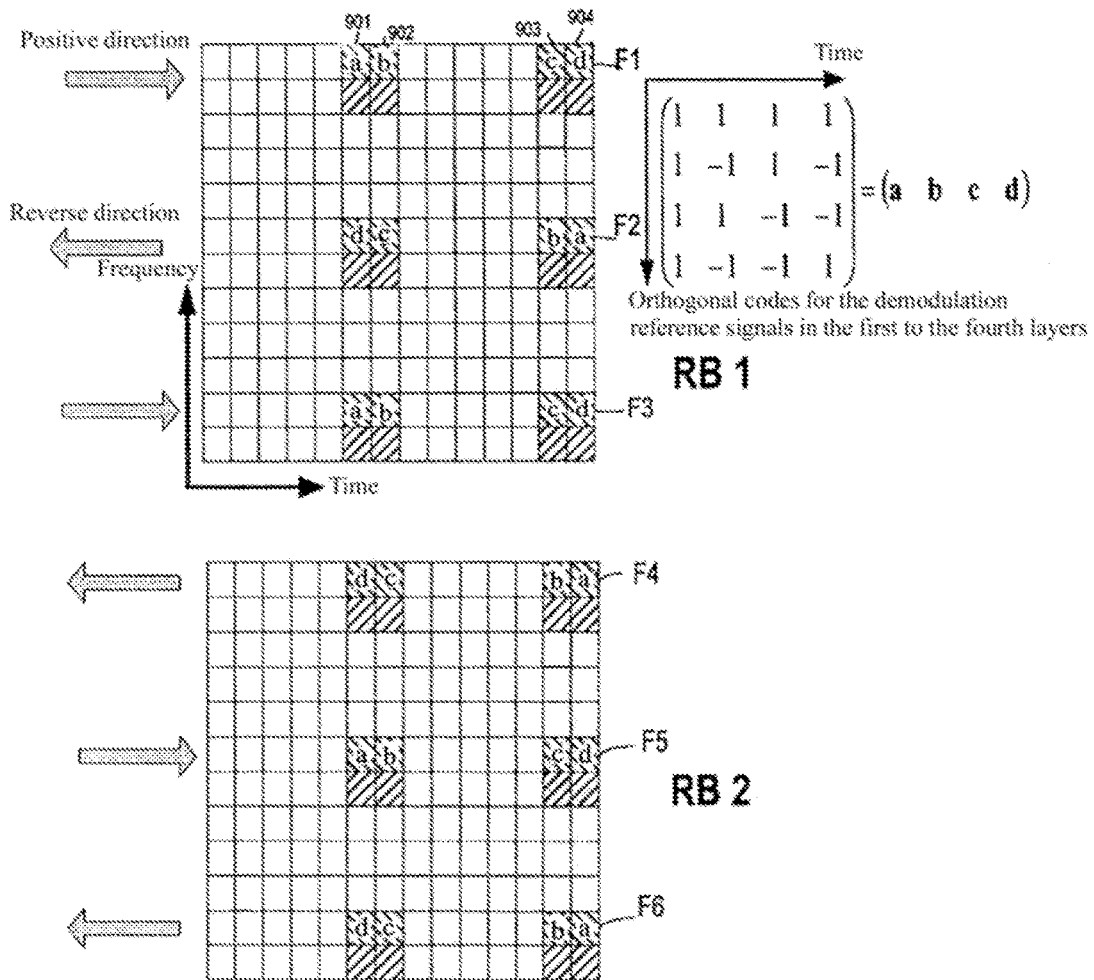 901
902
903
904
Positive direction
a b c d F1
Time
1 1 1 1
1 -1 1 -1
1 1 -1 -1
1 -1 -1 1
= (a b c d)
Reverse direction
d c b a F2
Frequency
Orthogonal codes for the demodulation
reference signals in the first to the fourth layers
RB 1
a b c d F3
Time
d c b a F4
a b c d F5
RB 2
d c b a F6